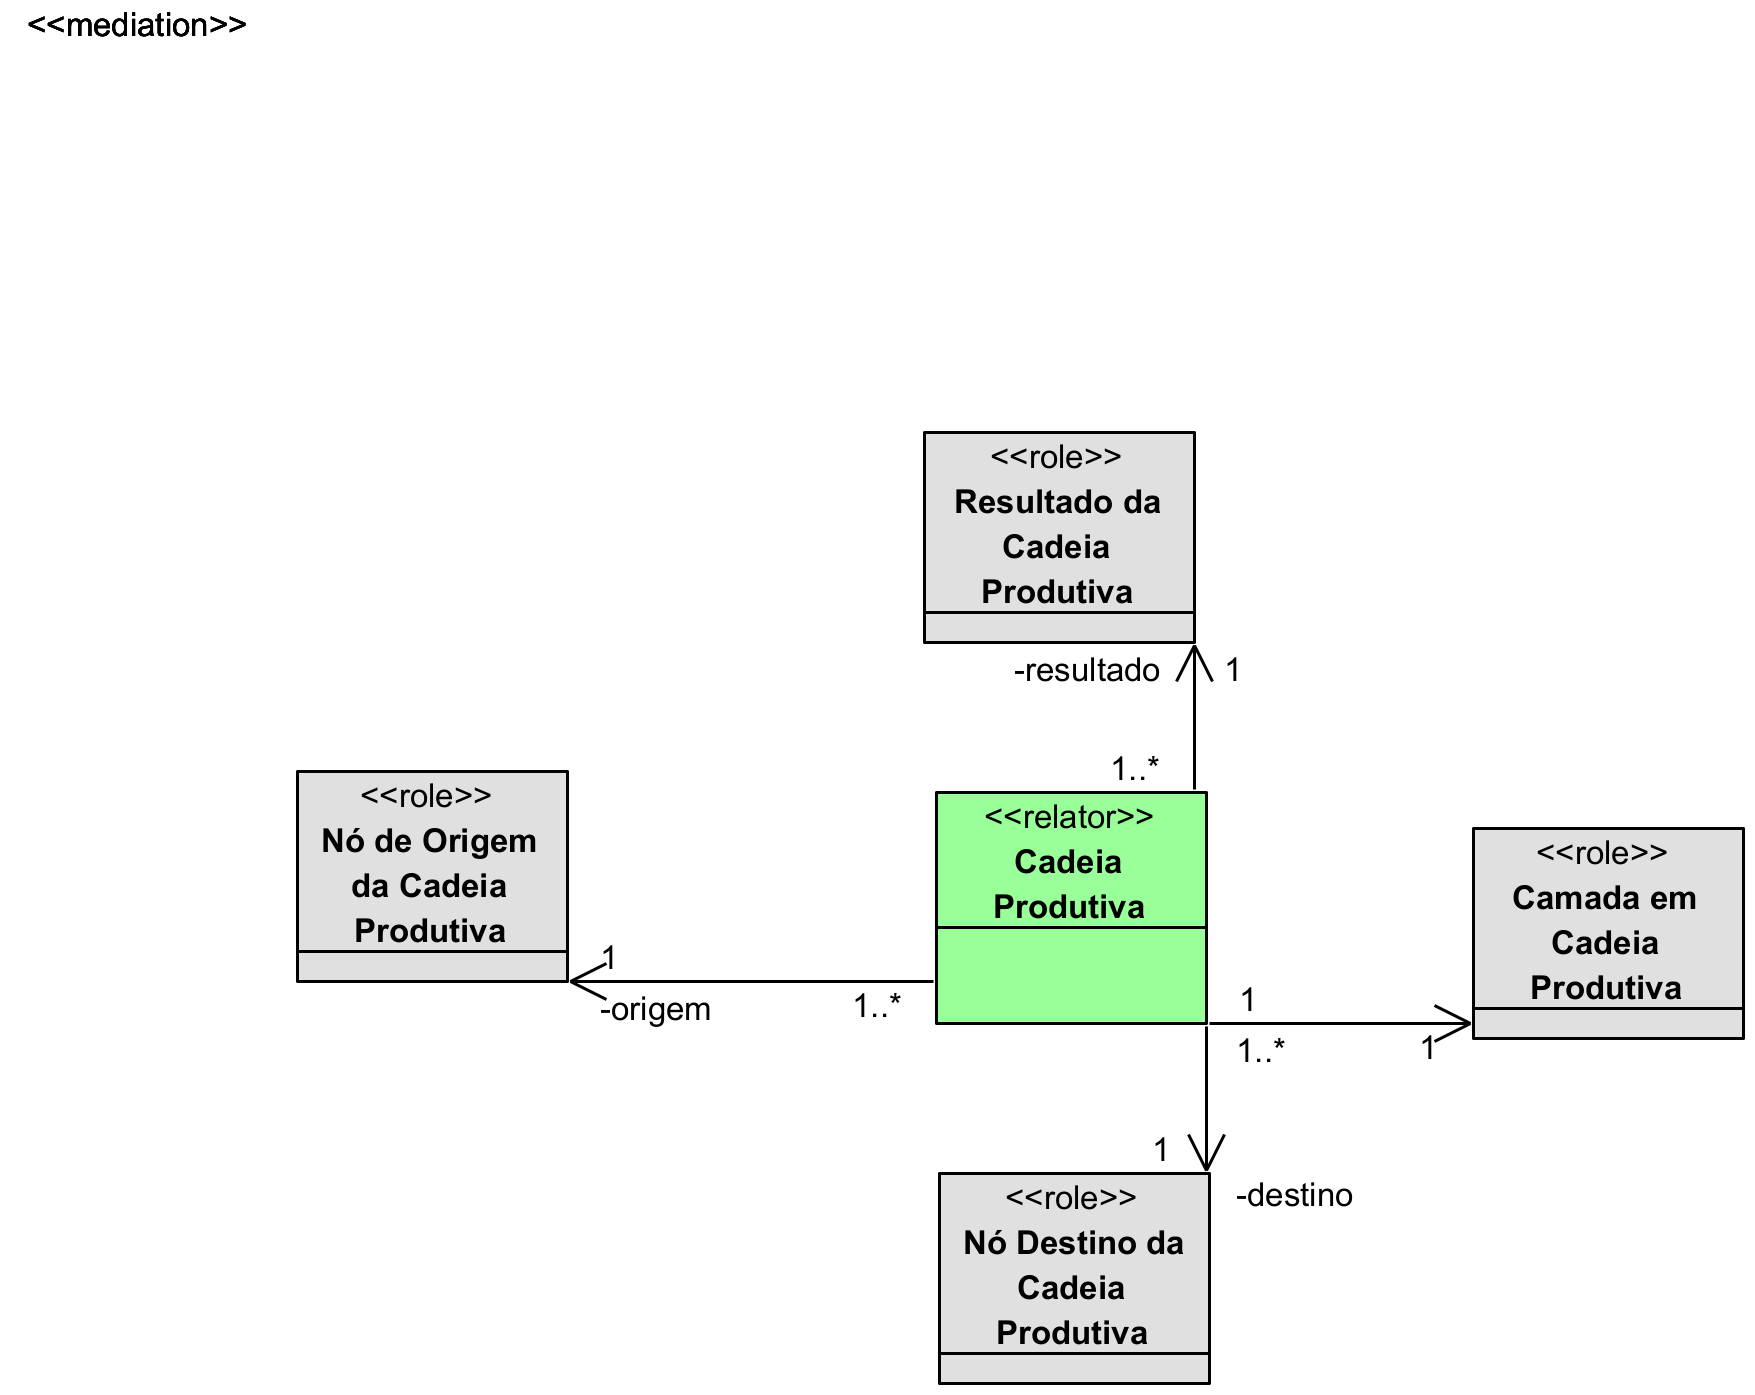 <<mediation>>
<<role>>
Resultado da
Cadeia
Produtiva
-resultado
1
1..*
<<role>>
Nó de Origem
da Cadeia
Produtiva
1
-origem
1..*
<<relator>>
Cadeia
Produtiva
<<role>>
Camada em
Cadeia
Produtiva
1
1..*
1
1
-destino
<<role>>
Nó Destino da
Cadeia
Produtiva